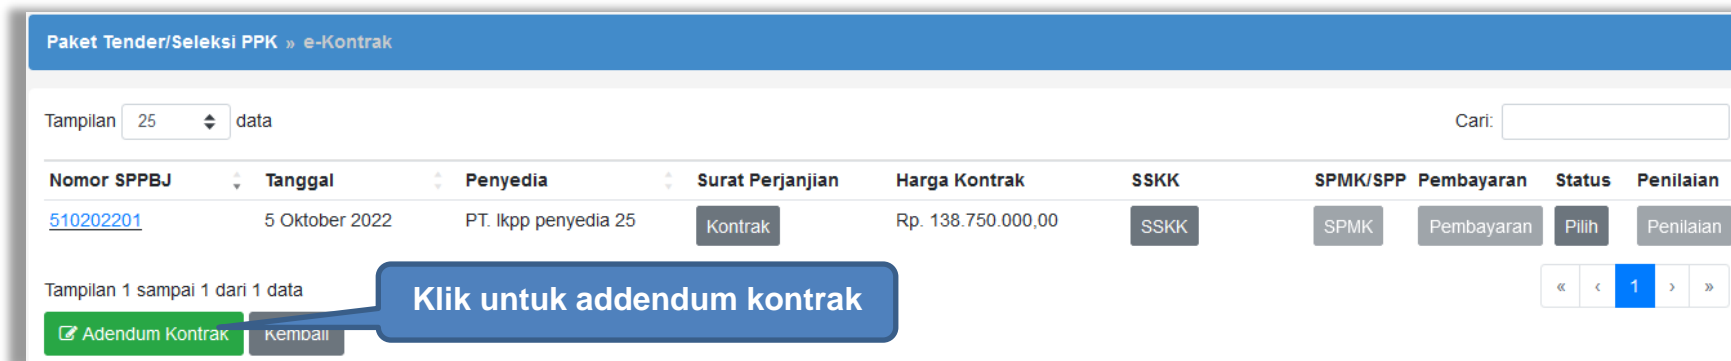 Paket Tender/Seleksi PPK » e-Kontrak
Tampilan 25 data Cari:
Nomor SPPBJ Tanggal Penyedia Surat Perjanjian Harga Kontrak SSKK SPMK/SPP Pembayaran Status Penilaian
510202201 5 Oktober 2022 PT. lkpp penyedia 25 Kontrak Rp. 138.750.000,00 SSKK SPMK Pembayaran Pilih Penilaian
Tampilan 1 sampai 1 dari 1 data « ‹ 1 › »
Klik untuk addendum kontrak
Adendum Kontrak Kembali